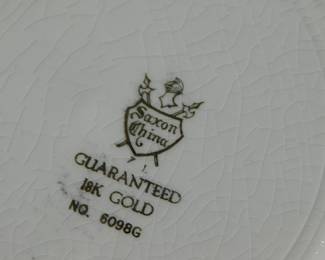 Saxon
China
GUARANTEED
18K GOLD
NO. 6098G